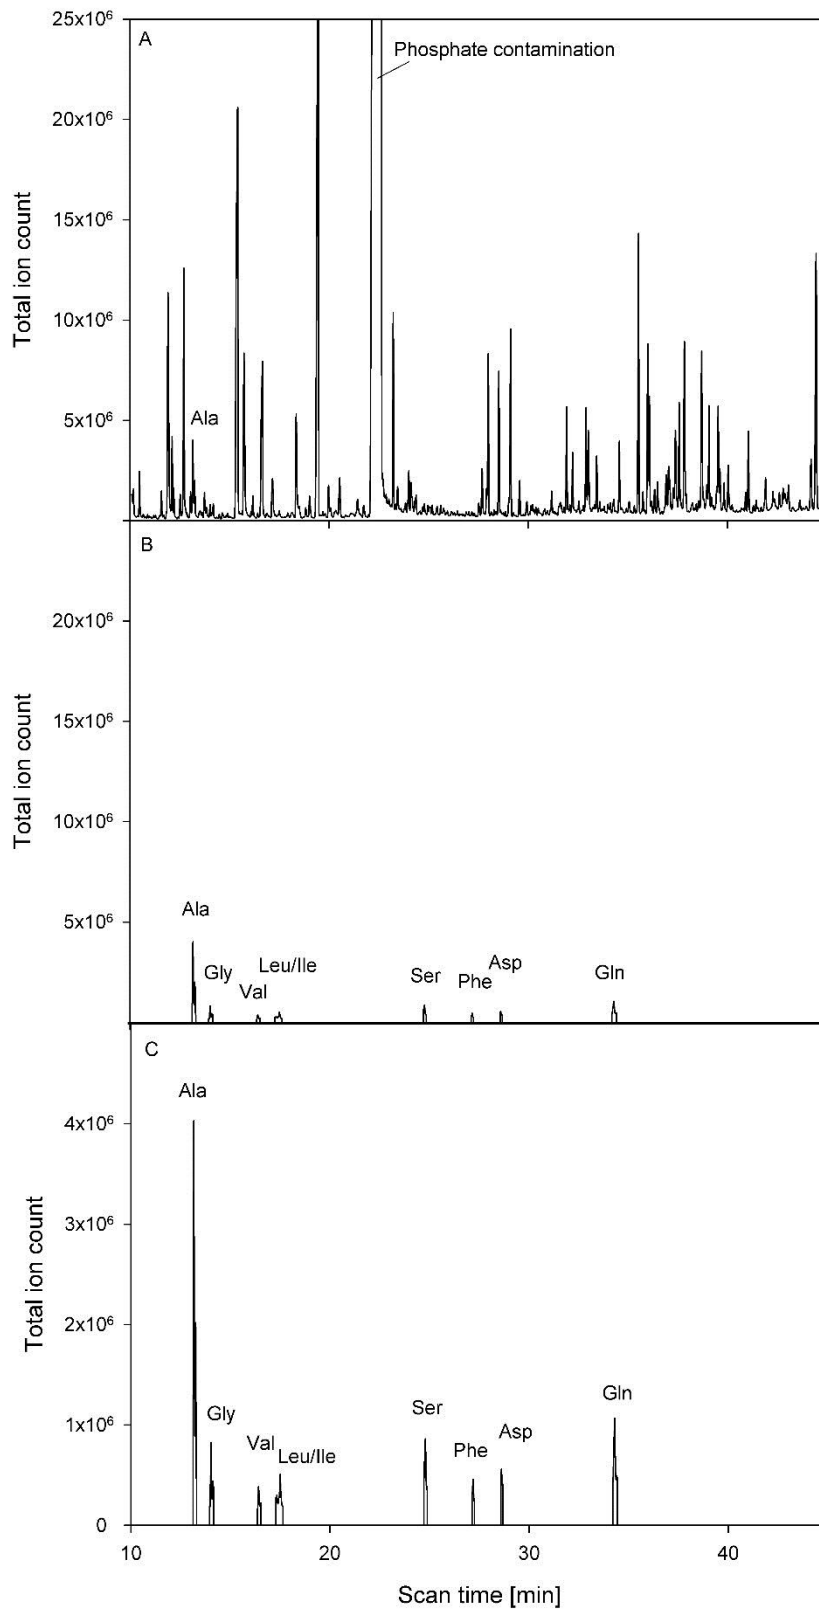 25x10⁶
A
Phosphate contamination
20x10⁶
15x10⁶
Total ion count
10x10⁶
Ala
5x10⁶
B
20x10⁶
15x10⁶
Total ion count
10x10⁶
5x10⁶
Ala
Gly
Val
Leu/Ile
Ser
Phe
Asp
Gln
C
Ala
4x10⁶
3x10⁶
Total ion count
2x10⁶
1x10⁶
Gly
Val
Leu/Ile
Ser
Phe
Asp
Gln
0
10 20 30 40
Scan time [min]